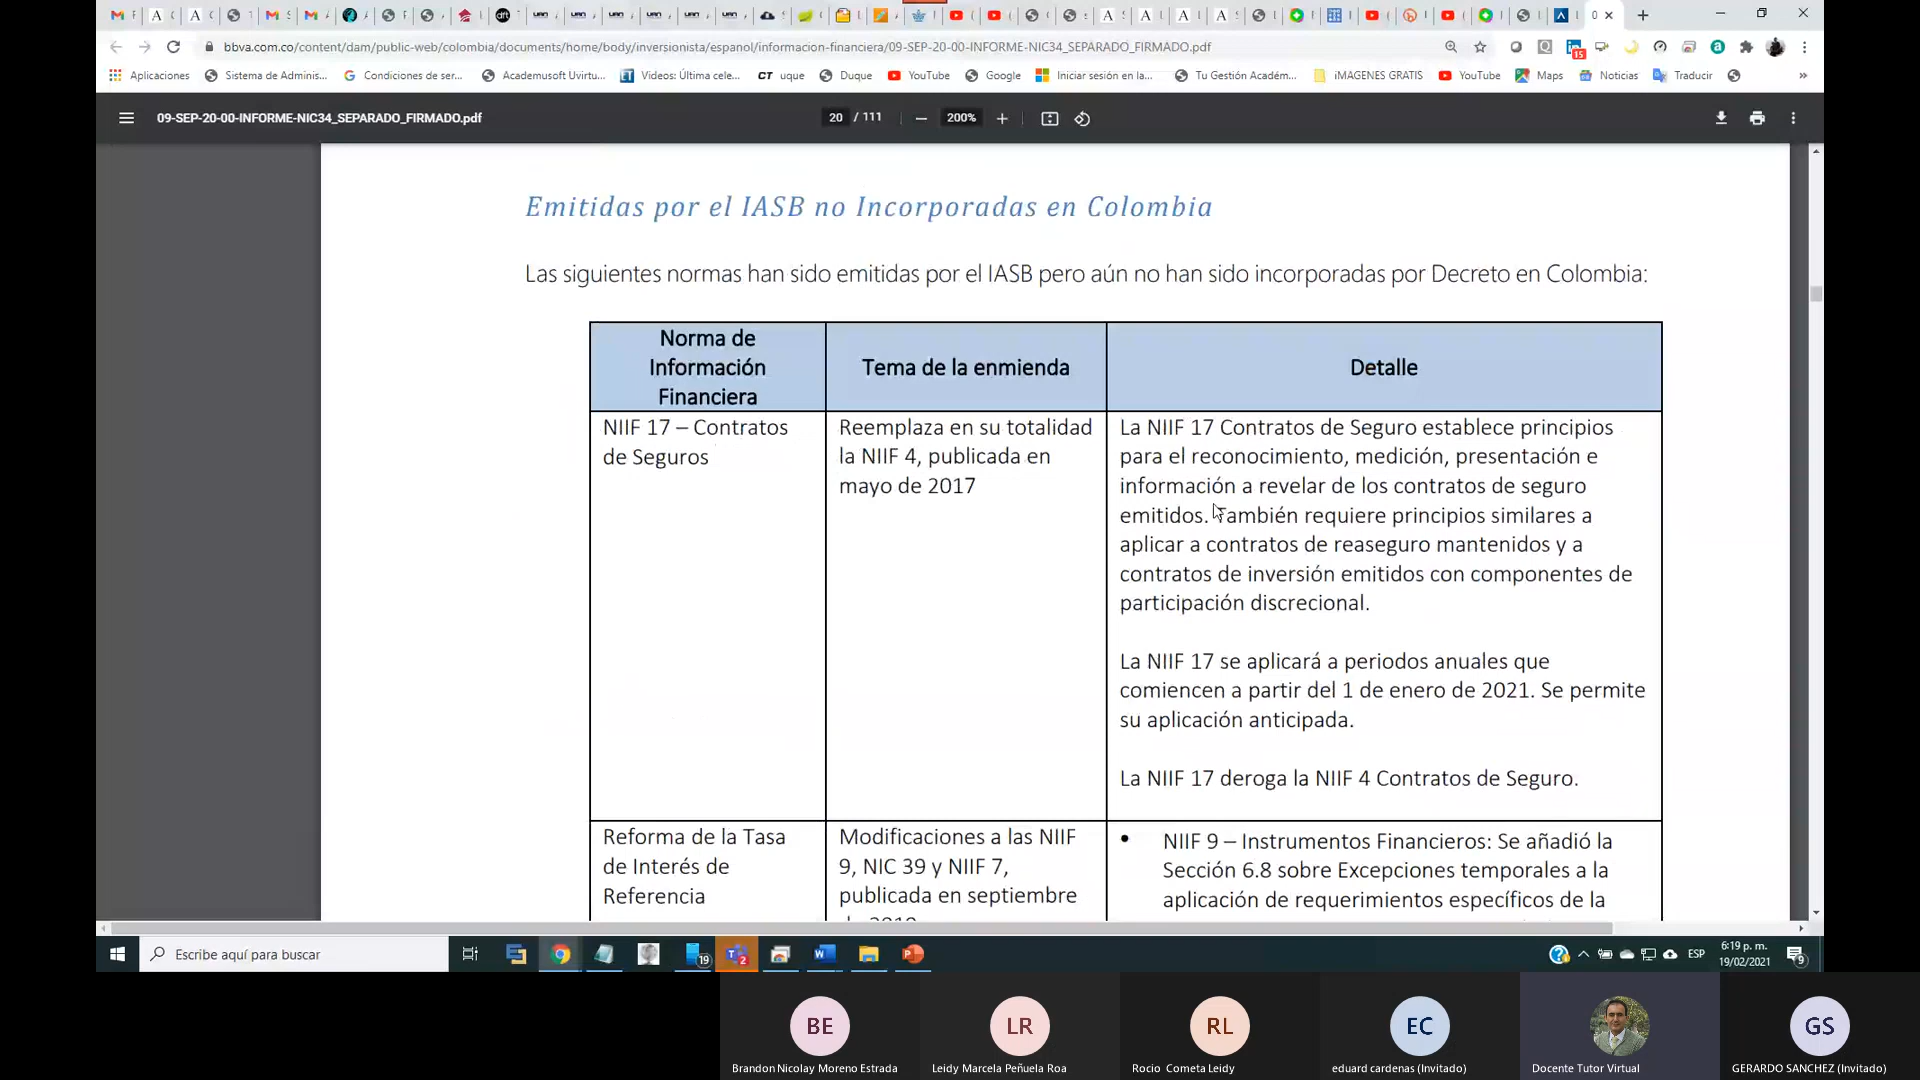 bbva.com.co/content/dam/public-web/colombia/documents/home/body/inversionista/espanol/informacion-financiera/09-SEP-20-00-INFORME-NIC34_SEPARADO_FIRMADO.pdf
15
Aplicaciones
Sistema de Adminis...
Condiciones de ser...
Academusoft Uvirtu...
Videos: Última cele...
CT uque
Duque
YouTube
Google
Iniciar sesión en la...
Tu Gestión Académ...
iMAGENES GRATIS
YouTube
Maps
Noticias
Traducir
»
09-SEP-20-00-INFORME-NIC34_SEPARADO_FIRMADO.pdf
20 / 111
200%
Emitidas por el IASB no Incorporadas en Colombia
Las siguientes normas han sido emitidas por el IASB pero aún no han sido incorporadas por Decreto en Colombia:
Norma de
Información
Financiera
Tema de la enmienda
Detalle
NIIF 17 – Contratos
de Seguros
Reemplaza en su totalidad
la NIIF 4, publicada en
mayo de 2017
La NIIF 17 Contratos de Seguro establece principios
para el reconocimiento, medición, presentación e
información a revelar de los contratos de seguro
emitidos. También requiere principios similares a
aplicar a contratos de reaseguro mantenidos y a
contratos de inversión emitidos con componentes de
participación discrecional.
La NIIF 17 se aplicará a periodos anuales que
comiencen a partir del 1 de enero de 2021. Se permite
su aplicación anticipada.
La NIIF 17 deroga la NIIF 4 Contratos de Seguro.
Reforma de la Tasa
de Interés de
Referencia
Modificaciones a las NIIF
9, NIC 39 y NIIF 7,
publicada en septiembre
• NIIF 9 – Instrumentos Financieros: Se añadió la
Sección 6.8 sobre Excepciones temporales a la
aplicación de requerimientos específicos de la
Escribe aquí para buscar
19
2
ESP
6:19 p. m.
19/02/2021
9
BE
LR
RL
EC
GS
Brandon Nicolay Moreno Estrada
Leidy Marcela Peñuela Roa
Rocio Cometa Leidy
eduard cardenas (Invitado)
Docente Tutor Virtual
GERARDO SANCHEZ (Invitado)